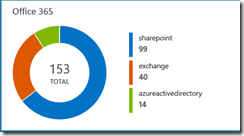 Office 365
153
TOTAL
sharepoint
99
exchange
40
azureactivedirectory
14